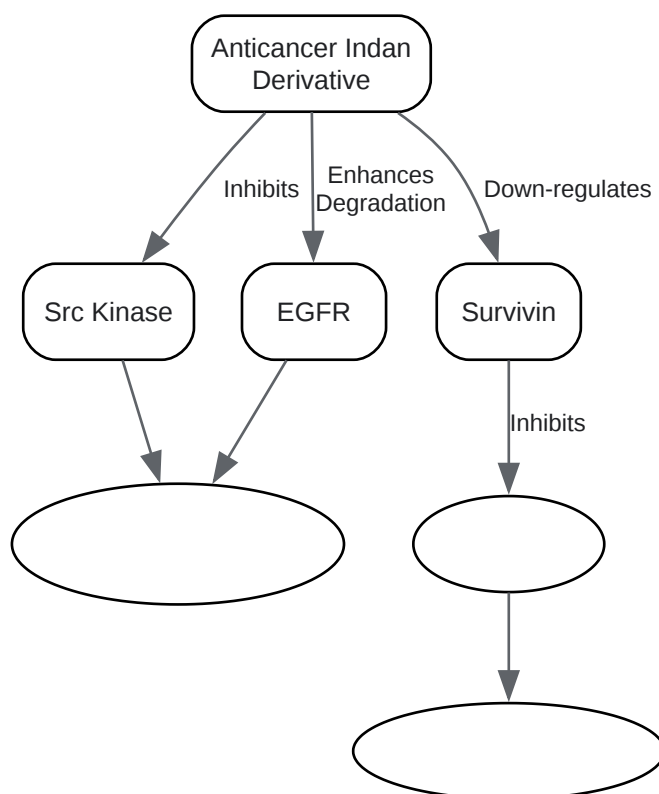 Anticancer Indan
Derivative
Inhibits
Enhances
Degradation
Down-regulates
Src Kinase
EGFR
Survivin
Inhibits